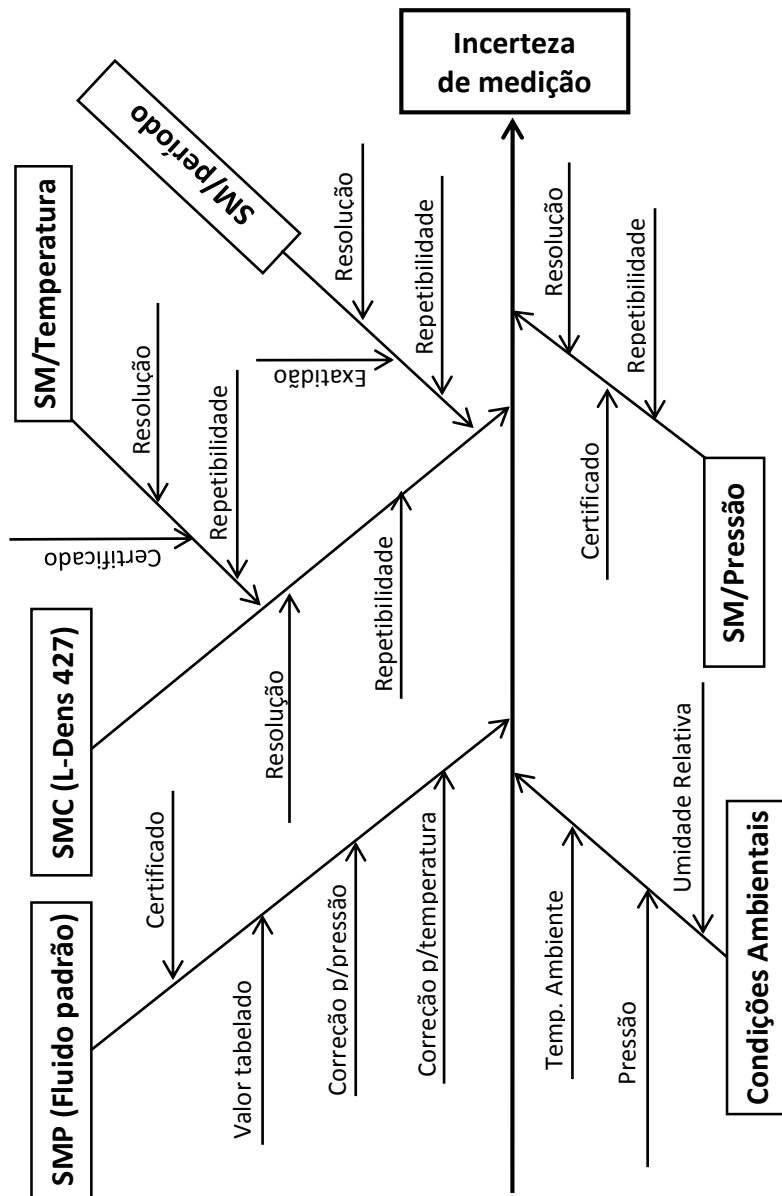 SMP (Fluido padrão)
Certificado
Valor tabelado
Correção p/pressão
Correção p/temperatura
SMC (L-Dens 427)
Resolução
Repetibilidade
SM/Temperatura
Resolução
Certificado
Repetibilidade
SM/período
Resolução
Exatidão
Repetibilidade
Incerteza
de medição
Condições Ambientais
Temp. Ambiente
Pressão
Umidade Relativa
SM/Pressão
Resolução
Certificado
Repetibilidade